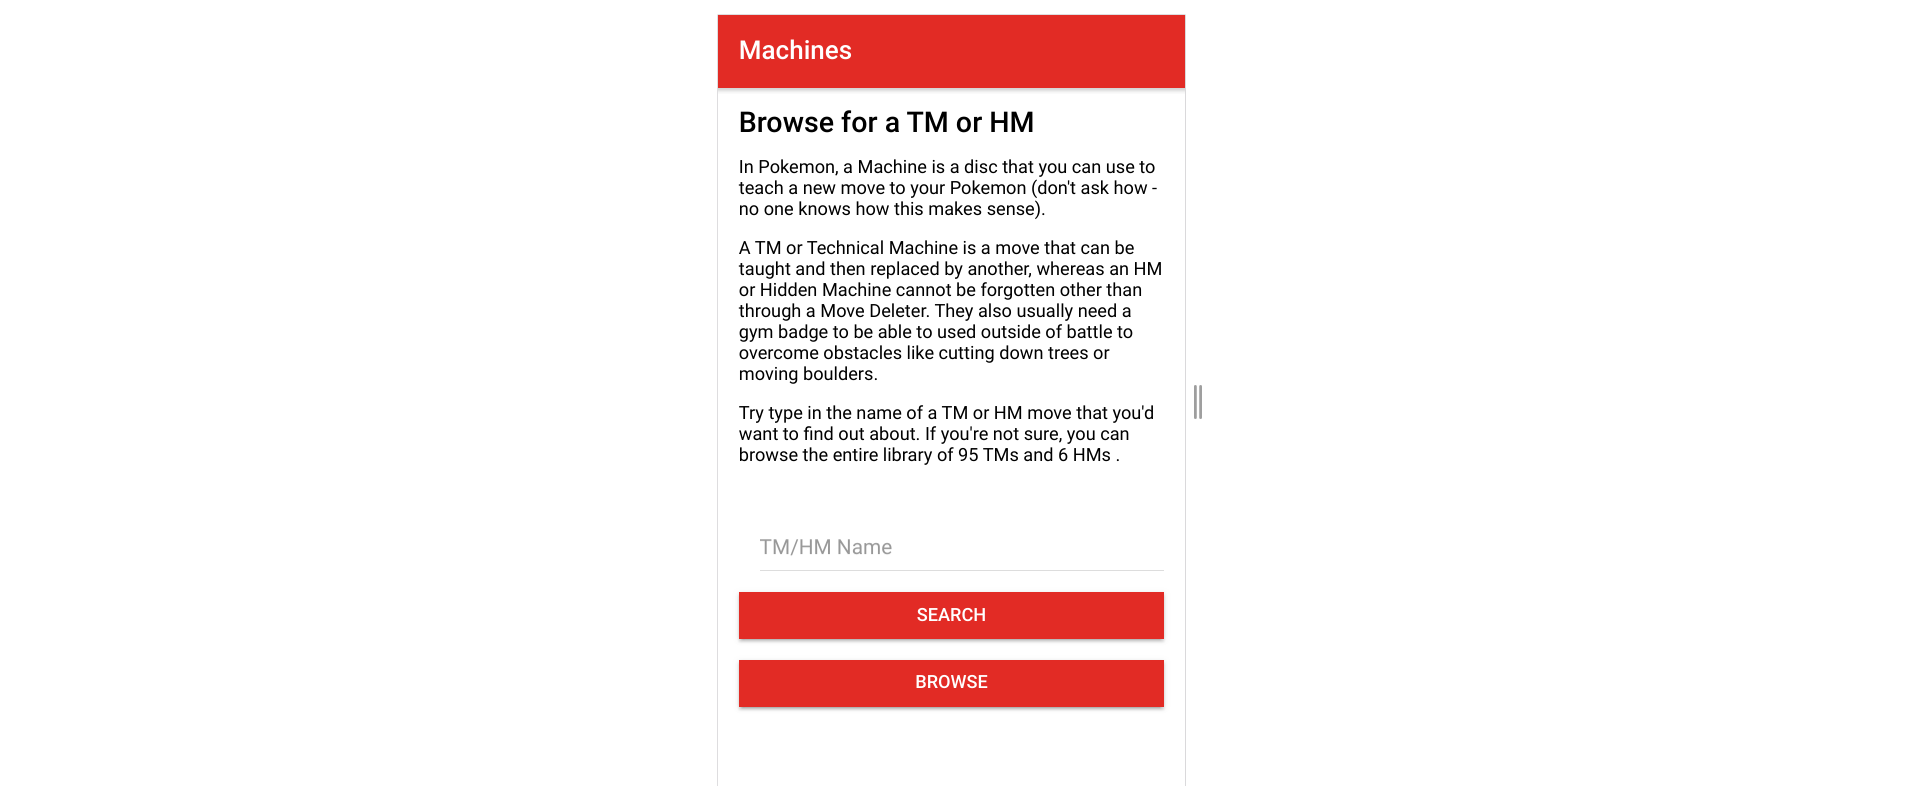 Machines
Browse for a TM or HM
In Pokemon, a Machine is a disc that you can use to
teach a new move to your Pokemon (don't ask how -
no one knows how this makes sense).
A TM or Technical Machine is a move that can be
taught and then replaced by another, whereas an HM
or Hidden Machine cannot be forgotten other than
through a Move Deleter. They also usually need a
gym badge to be able to used outside of battle to
overcome obstacles like cutting down trees or
moving boulders.
Try type in the name of a TM or HM move that you'd
want to find out about. If you're not sure, you can
browse the entire library of 95 TMs and 6 HMs .
TM/HM Name
SEARCH
BROWSE